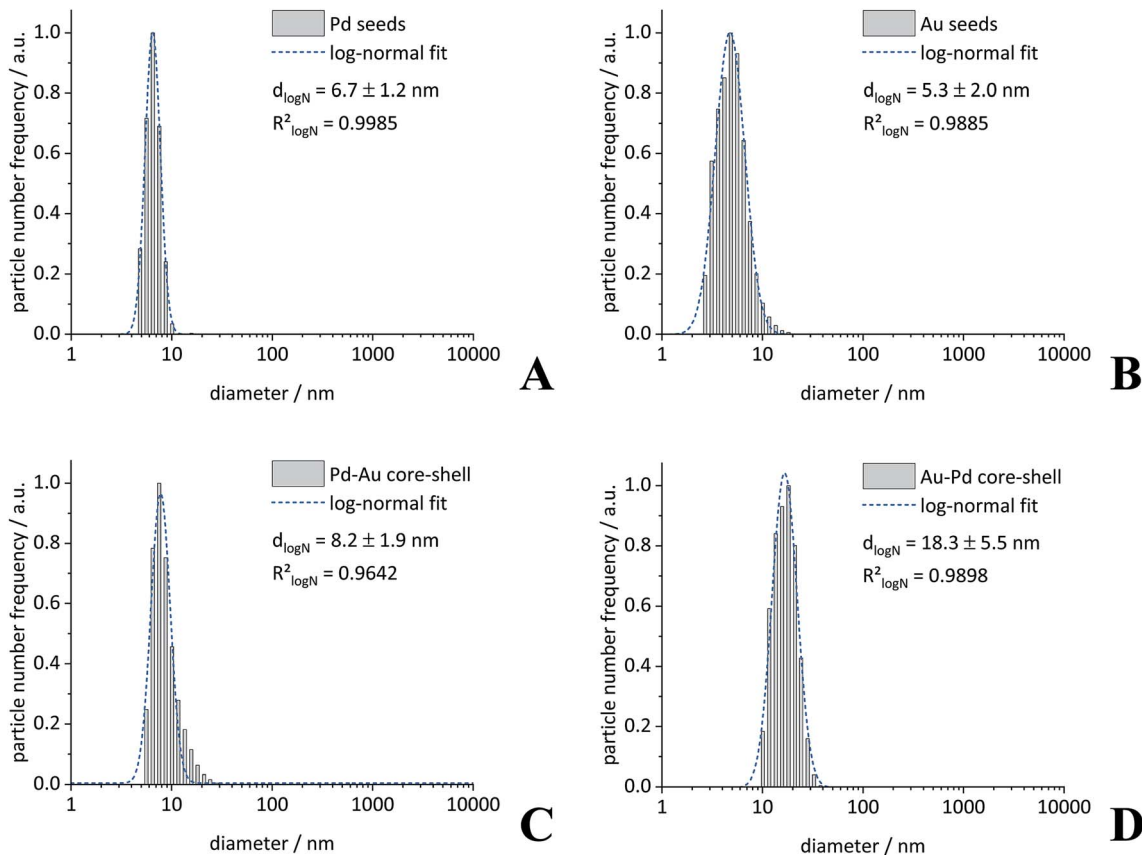 Pd seeds
log-normal fit
d_logN = 6.7 ± 1.2 nm
R²_logN = 0.9985
particle number frequency / a.u.
1.0
0.8
0.6
0.4
0.2
0.0
1 10 100 1000 10000
diameter / nm
A
Au seeds
log-normal fit
d_logN = 5.3 ± 2.0 nm
R²_logN = 0.9885
particle number frequency / a.u.
1.0
0.8
0.6
0.4
0.2
0.0
1 10 100 1000 10000
diameter / nm
B
Pd-Au core-shell
log-normal fit
d_logN = 8.2 ± 1.9 nm
R²_logN = 0.9642
particle number frequency / a.u.
1.0
0.8
0.6
0.4
0.2
0.0
1 10 100 1000 10000
diameter / nm
C
Au-Pd core-shell
log-normal fit
d_logN = 18.3 ± 5.5 nm
R²_logN = 0.9898
particle number frequency / a.u.
1.0
0.8
0.6
0.4
0.2
0.0
1 10 100 1000 10000
diameter / nm
D